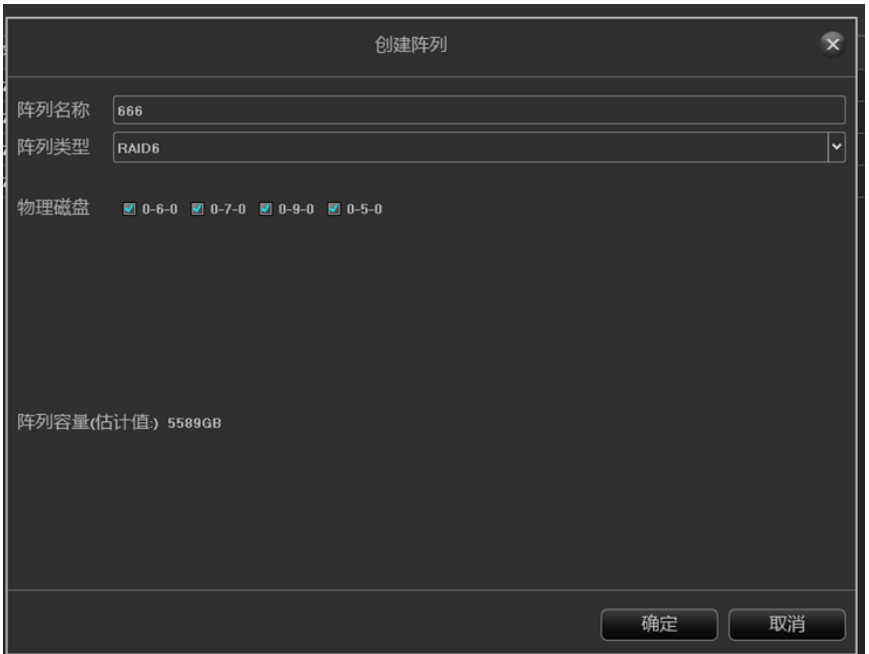 创建阵列
阵列名称 666
阵列类型 RAID6
物理磁盘 0-6-0 0-7-0 0-9-0 0-5-0
阵列容量(估计值:) 5589GB
确定 取消